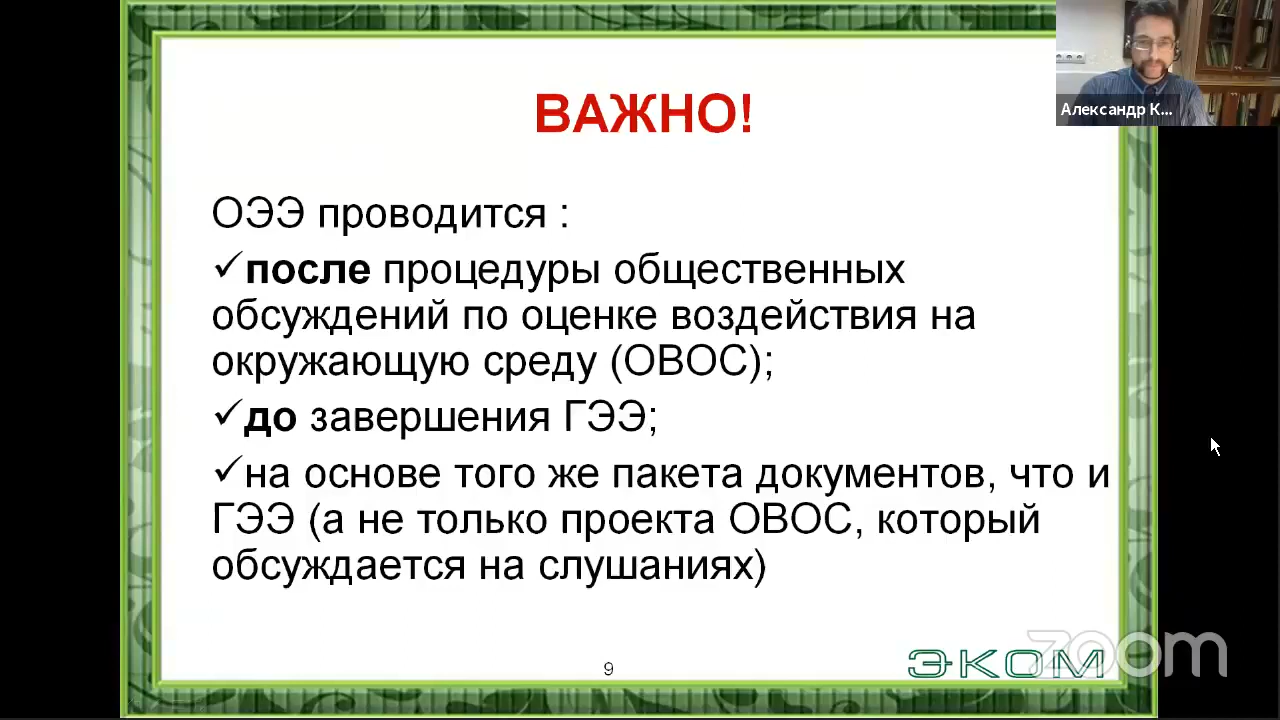 ВАЖНО!
Александр К...
ОЭЭ проводится :
✓после процедуры общественных
обсуждений по оценке воздействия на
окружающую среду (ОВОС);
✓до завершения ГЭЭ;
✓на основе того же пакета документов, что и
ГЭЭ (а не только проекта ОВОС, который
обсуждается на слушаниях)
9
ЭКОМ
zoom